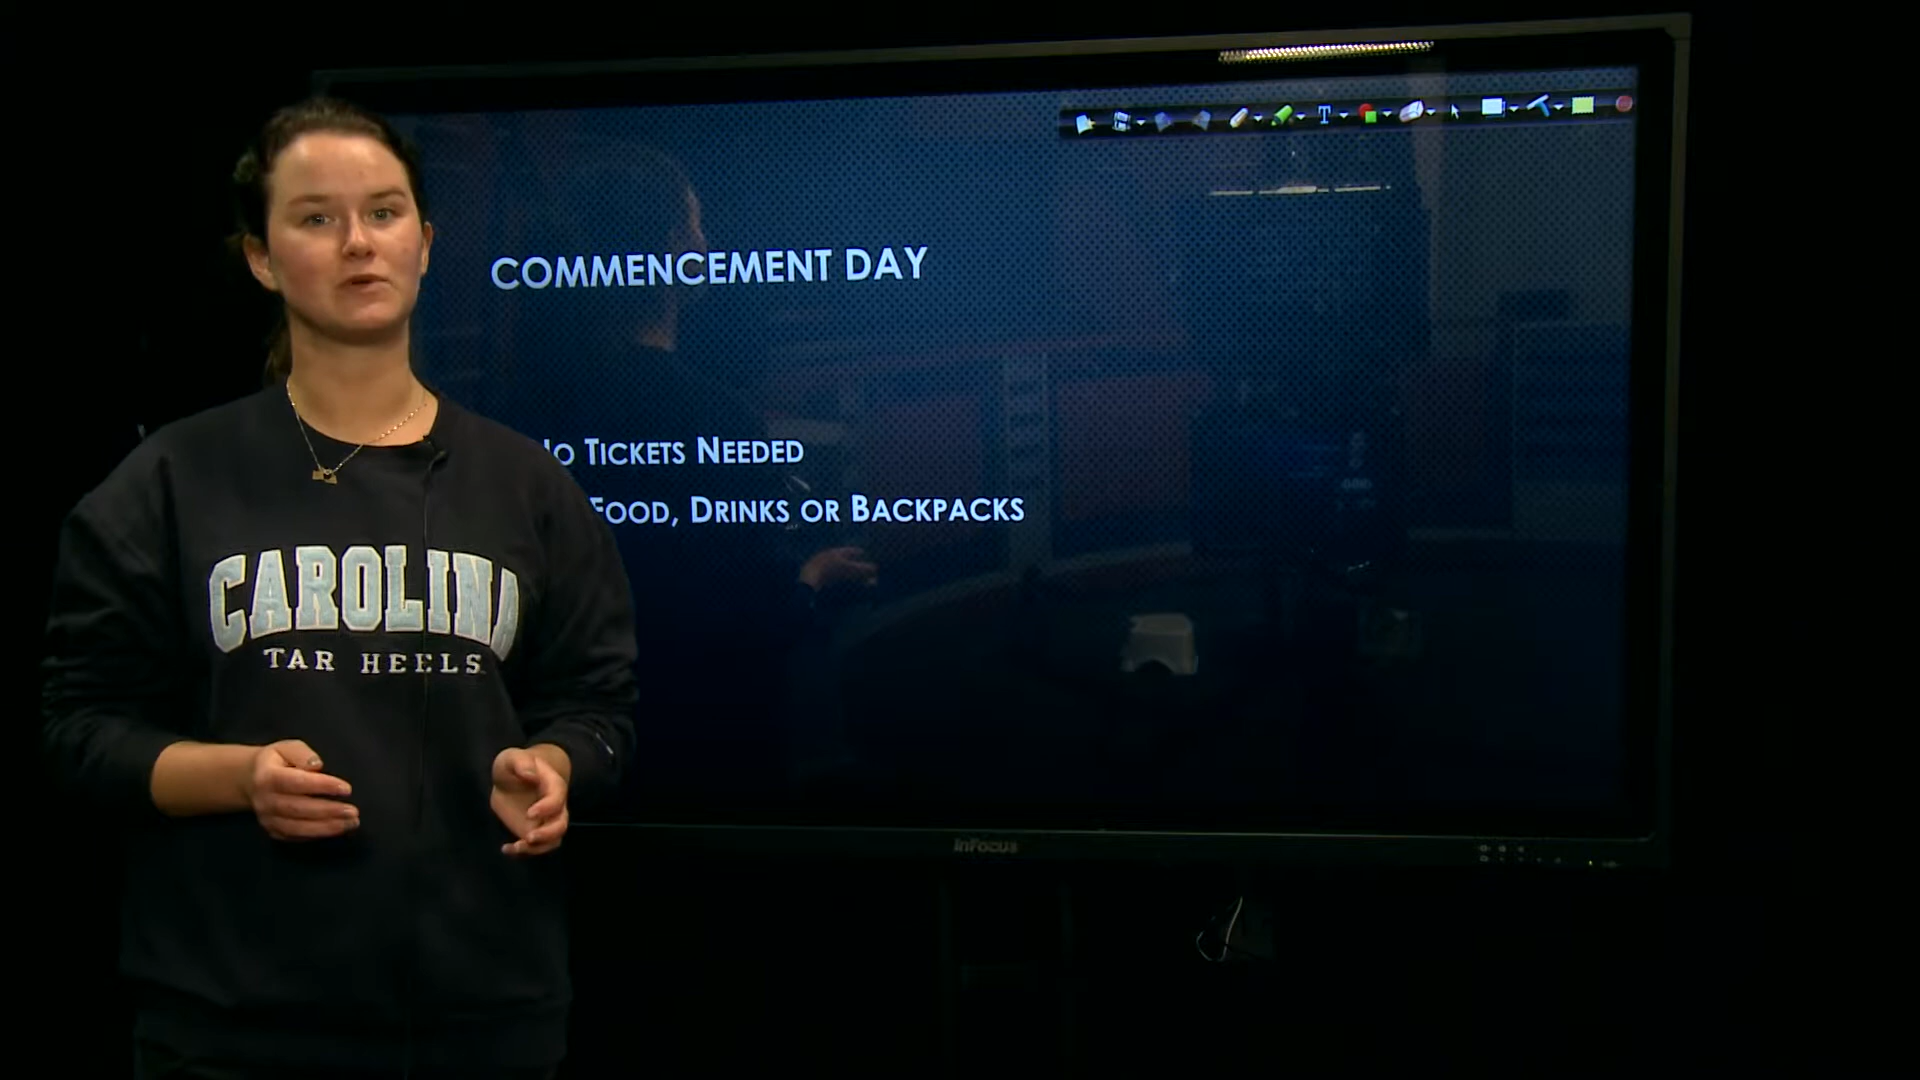 COMMENCEMENT DAY
TICKETS NEEDED
FOOD, DRINKS OR BACKPACKS
CAROLINA
TAR HEELS
InFocus